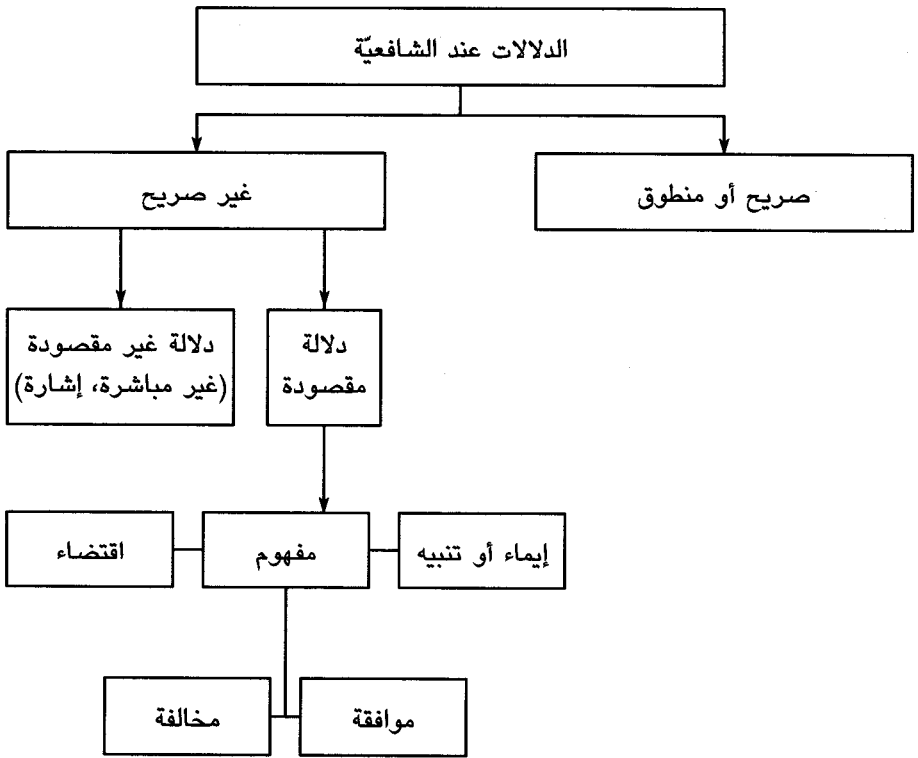 الدلالات عند الشافعيّة
صريح أو منطوق
غير صريح
دلالة
مقصودة
دلالة غير مقصودة
(غير مباشرة، إشارة)
إيماء أو تنبيه
مفهوم
اقتضاء
موافقة
مخالفة